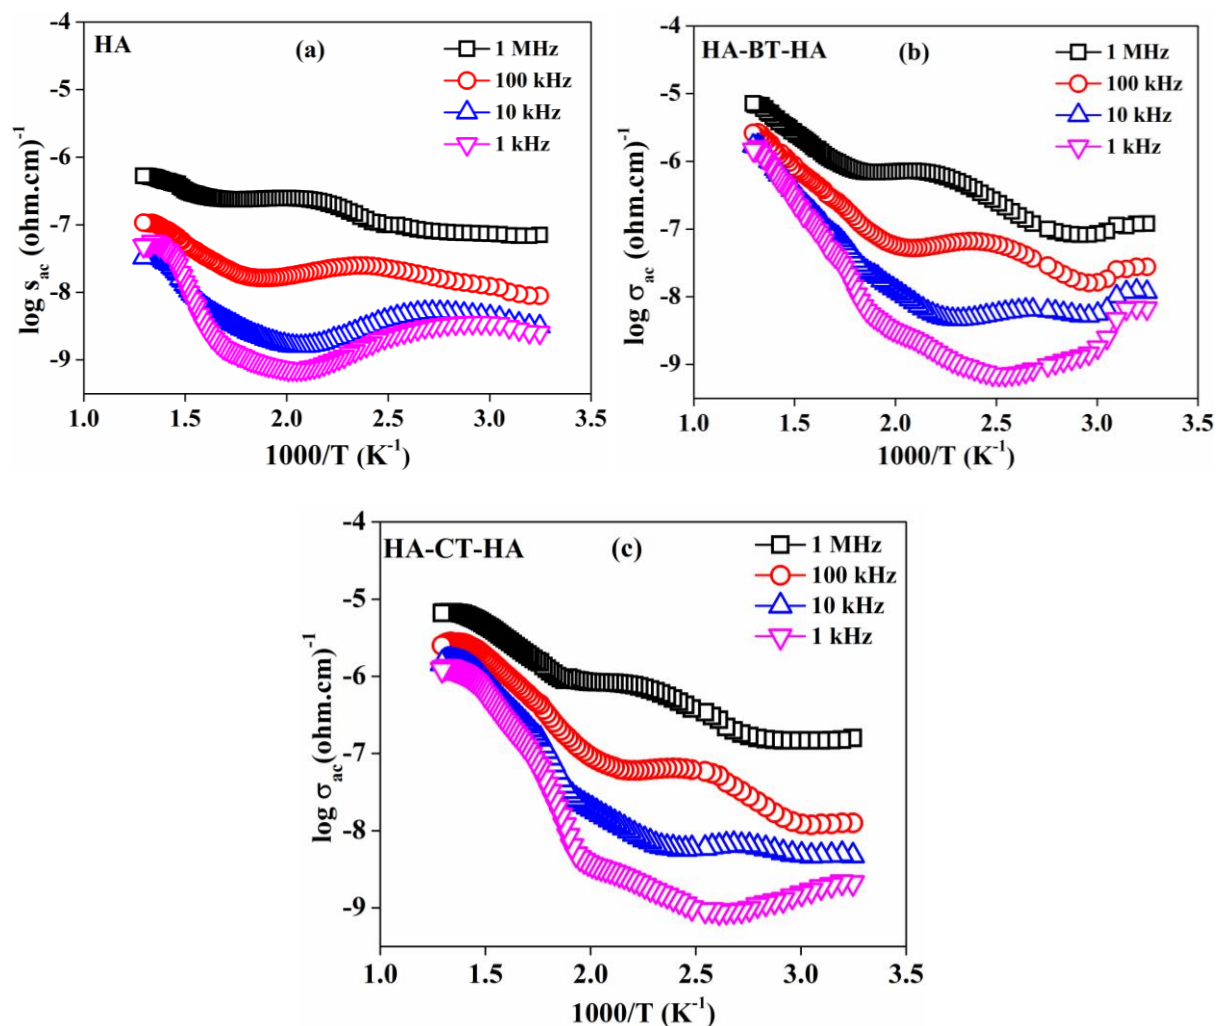 HA
(a)
1 MHz
100 kHz
10 kHz
1 kHz
-4
-5
-6
-7
-8
-9
log s_ac (ohm.cm)^-1
1.0 1.5 2.0 2.5 3.0 3.5
1000/T (K^-1)
HA-BT-HA
(b)
1 MHz
100 kHz
10 kHz
1 kHz
-4
-5
-6
-7
-8
-9
log σ_ac (ohm.cm)^-1
1.0 1.5 2.0 2.5 3.0 3.5
1000/T (K^-1)
HA-CT-HA
(c)
1 MHz
100 kHz
10 kHz
1 kHz
-4
-5
-6
-7
-8
-9
log σ_ac(ohm.cm)^-1
1.0 1.5 2.0 2.5 3.0 3.5
1000/T (K^-1)